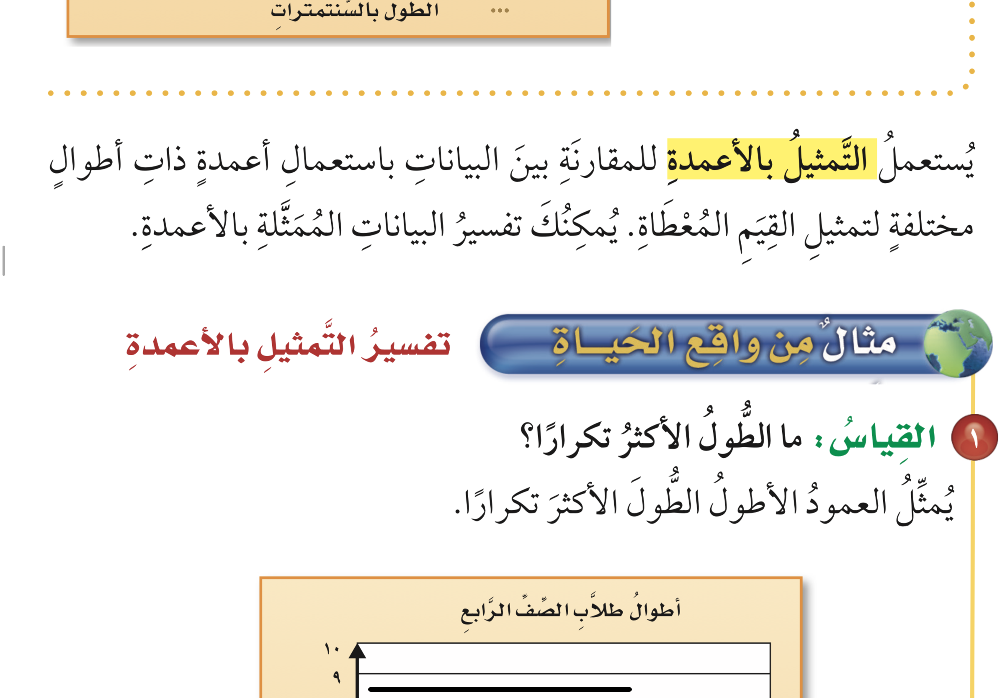 الطول بالسَّنتمتراتِ
يُستعملُ التَّمثيلُ بالأعمدةِ للمقارنَةِ بينَ البياناتِ باستعمالِ أعمدةٍ ذاتِ أطوالٍ
مختلفةٍ لتمثيلِ القِيَمِ المُعْطَاةِ. يُمكِنُكَ تفسيرُ البياناتِ المُمَثَّلةِ بالأعمدةِ.
مثالٌ مِن واقِع الحَيـاةِ تفسيرُ التَّمثيلِ بالأعمدةِ
١ القِياسُ: ما الطُّولُ الأكثرُ تكرارًا؟
يُمثِّلُ العمودُ الأطولُ الطُّولَ الأكثرَ تكرارًا.
أطوالُ طلاَّبِ الصِّفِّ الرَّابعِ
١٠
٩